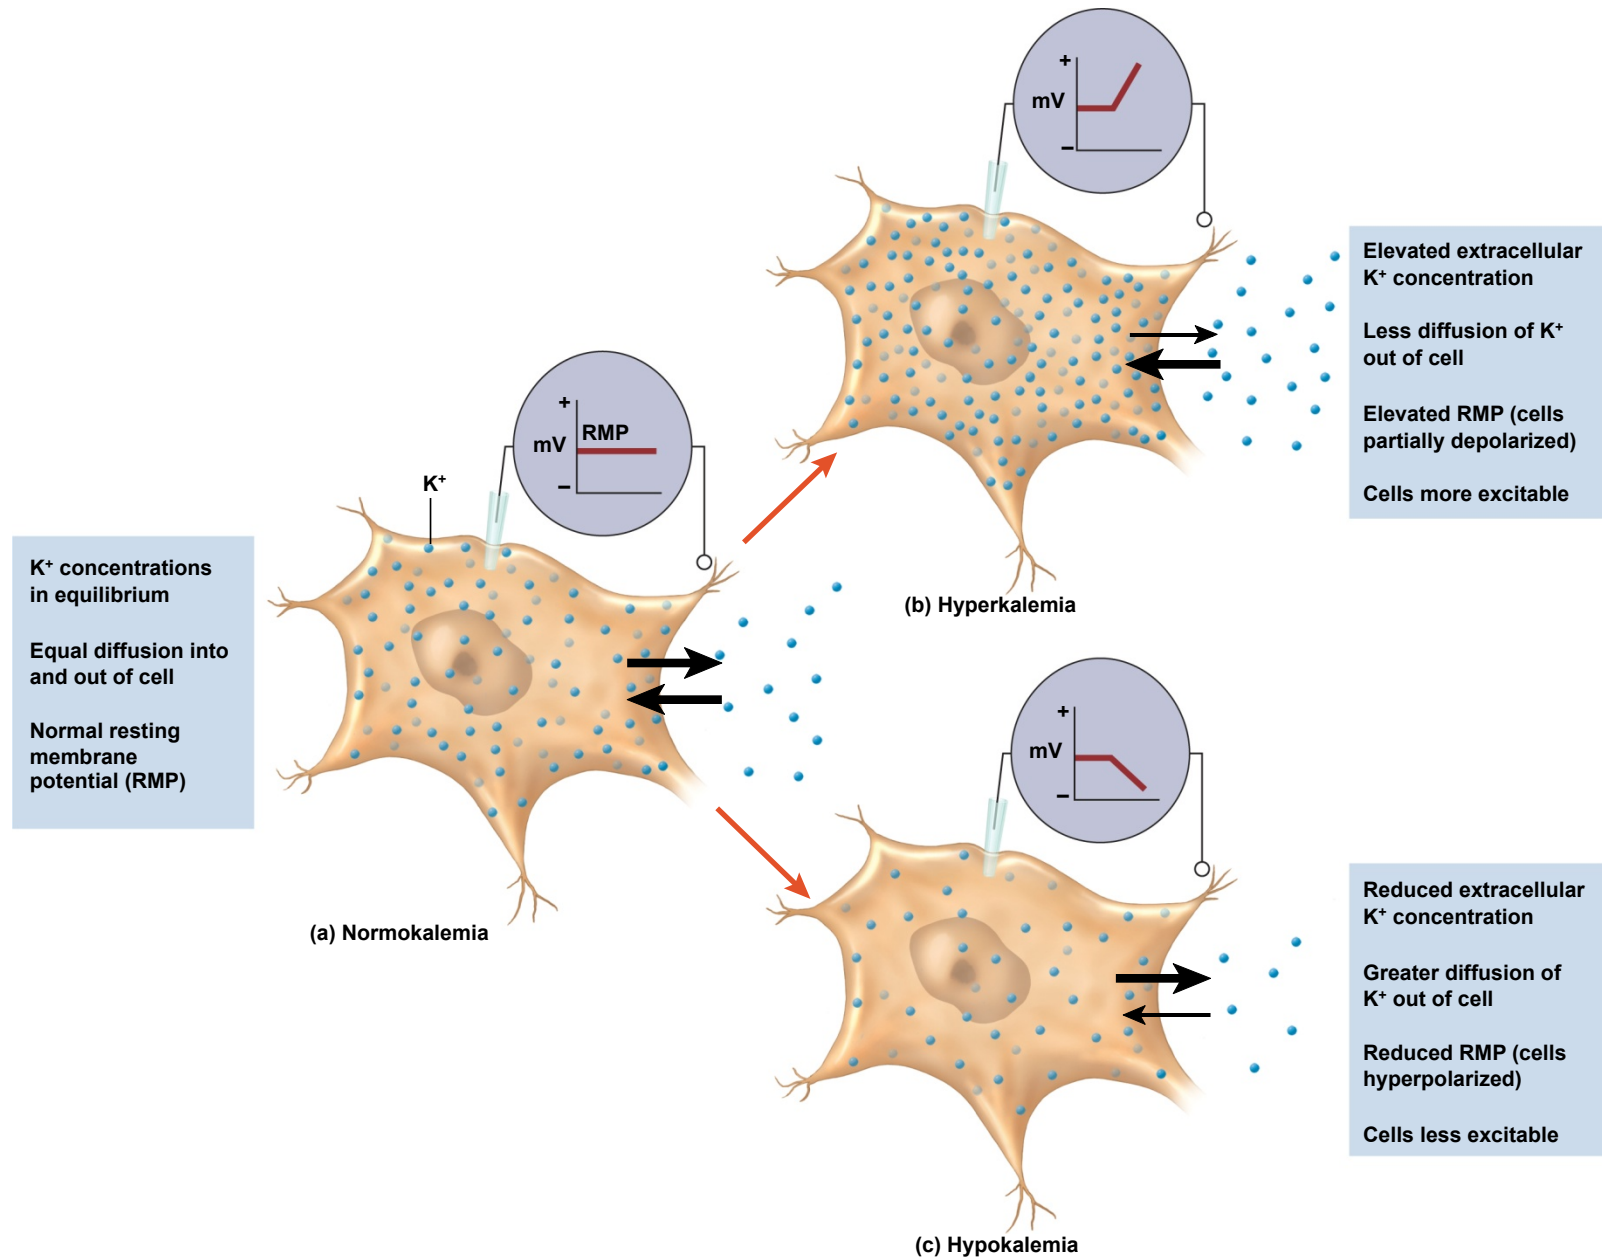 K⁺ concentrations
in equilibrium
Equal diffusion into
and out of cell
Normal resting
membrane
potential (RMP)
K⁺
+
mV
RMP
–
(a) Normokalemia
+
mV
–
Elevated extracellular
K⁺ concentration
Less diffusion of K⁺
out of cell
Elevated RMP (cells
partially depolarized)
Cells more excitable
(b) Hyperkalemia
+
mV
–
Reduced extracellular
K⁺ concentration
Greater diffusion of
K⁺ out of cell
Reduced RMP (cells
hyperpolarized)
Cells less excitable
(c) Hypokalemia